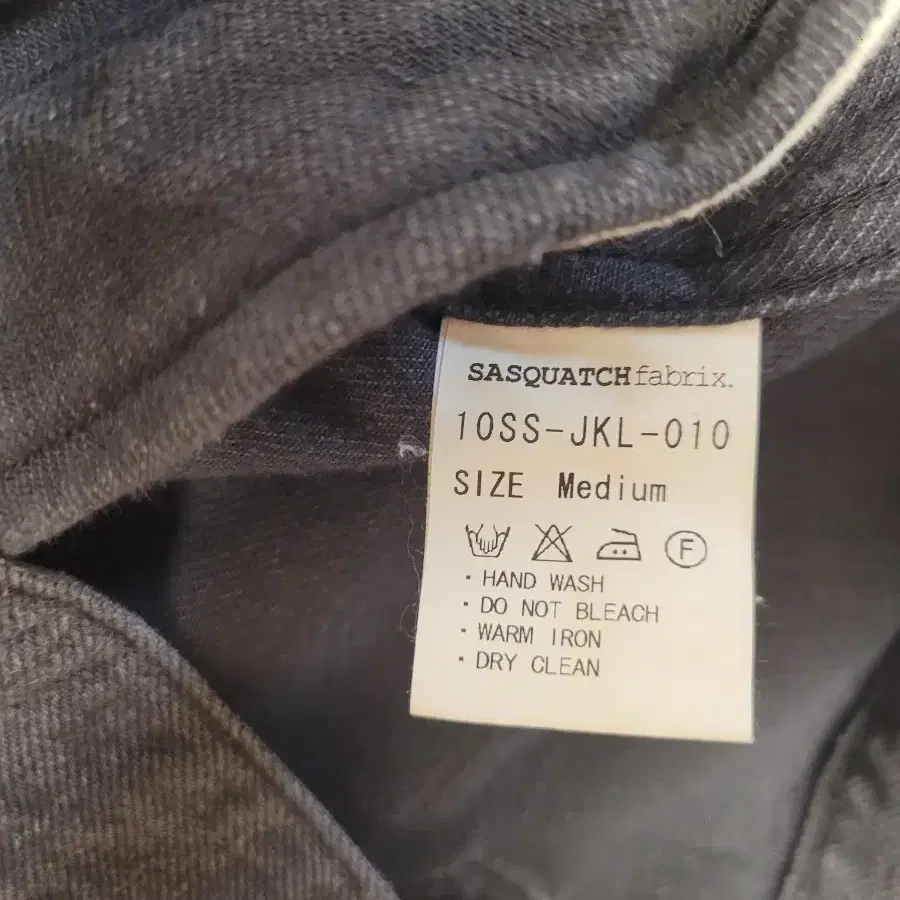 SASQUATCHfabrix.
10SS-JKL-010
SIZE Medium
F
・HAND WASH
・DO NOT BLEACH
・WARM IRON
・DRY CLEAN